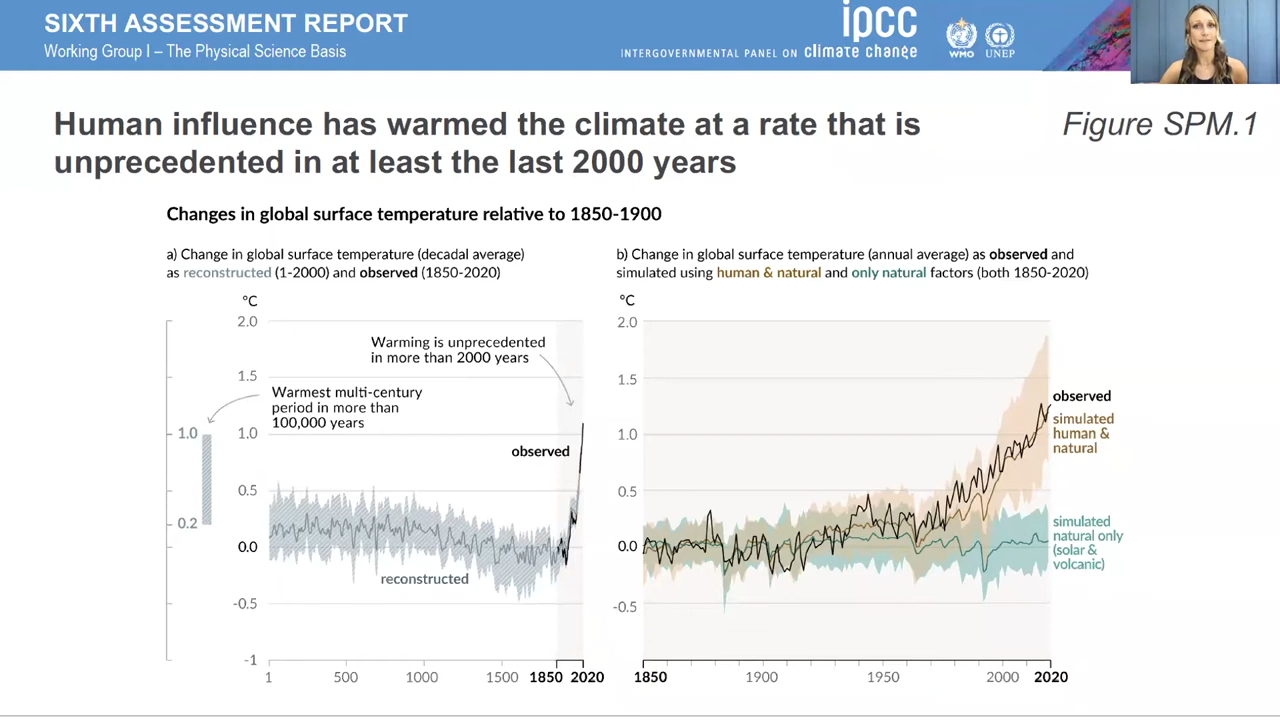 SIXTH ASSESSMENT REPORT
Working Group I – The Physical Science Basis
ipcc
INTERGOVERNMENTAL PANEL ON climate change
WMO
UNEP
Human influence has warmed the climate at a rate that is
unprecedented in at least the last 2000 years
Figure SPM.1
Changes in global surface temperature relative to 1850-1900
a) Change in global surface temperature (decadal average)
as reconstructed (1-2000) and observed (1850-2020)
°C
2.0
1.5
1.0
0.5
0.0
-0.5
-1
1.0
0.2
Warming is unprecedented
in more than 2000 years
Warmest multi-century
period in more than
100,000 years
observed
reconstructed
1
500
1000
1500
1850
2020
b) Change in global surface temperature (annual average) as observed and
simulated using human & natural and only natural factors (both 1850-2020)
°C
2.0
1.5
1.0
0.5
0.0
-0.5
observed
simulated
human &
natural
simulated
natural only
(solar &
volcanic)
1850
1900
1950
2000
2020